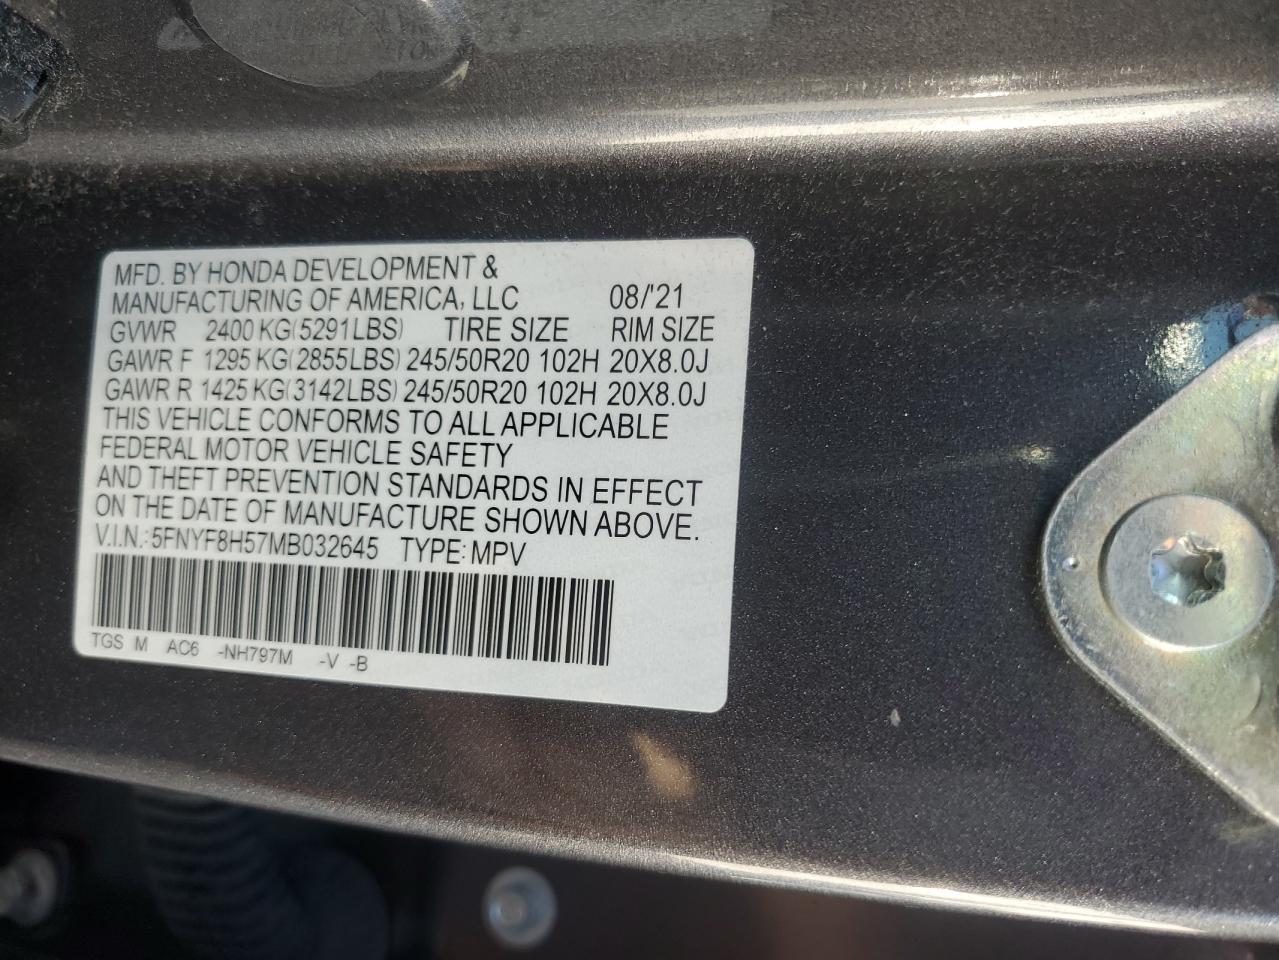 MFD. BY HONDA DEVELOPMENT &
MANUFACTURING OF AMERICA, LLC 08/'21
GVWR 2400 KG(5291LBS) TIRE SIZE RIM SIZE
GAWR F 1295 KG(2855LBS) 245/50R20 102H 20X8.0J
GAWR R 1425 KG(3142LBS) 245/50R20 102H 20X8.0J
THIS VEHICLE CONFORMS TO ALL APPLICABLE
FEDERAL MOTOR VEHICLE SAFETY
AND THEFT PREVENTION STANDARDS IN EFFECT
ON THE DATE OF MANUFACTURE SHOWN ABOVE.
V.I.N.: 5FNYF8H57MB032645 TYPE: MPV
TGS M AC6 -NH797M -V -B